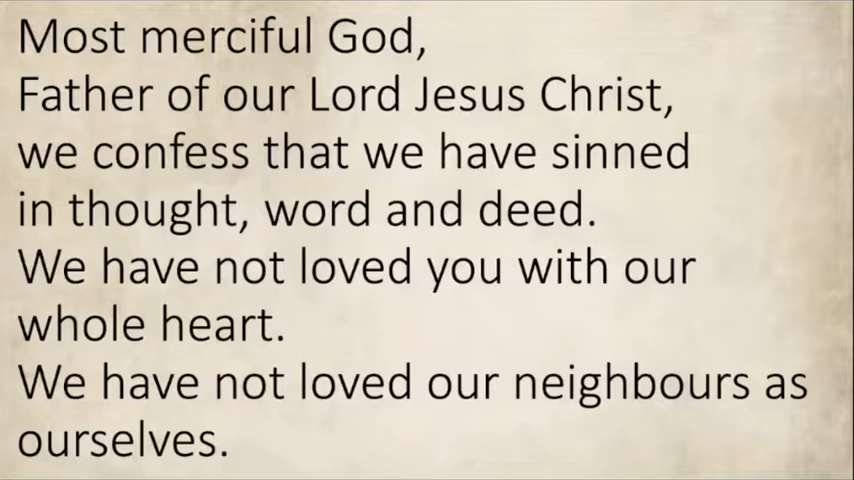 Most merciful God,
Father of our Lord Jesus Christ,
we confess that we have sinned
in thought, word and deed.
We have not loved you with our
whole heart.
We have not loved our neighbours as
ourselves.